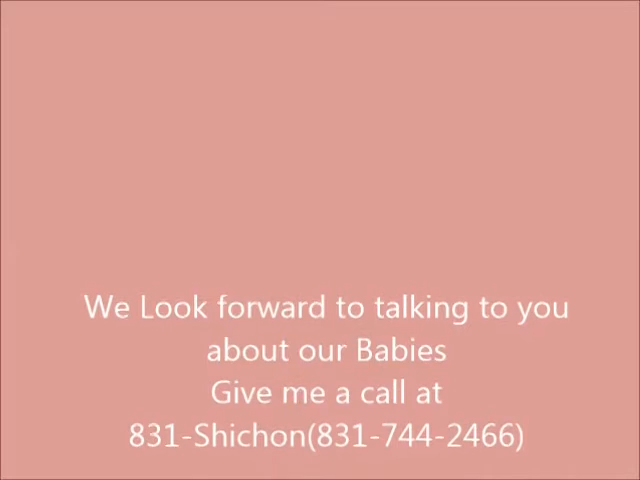 We Look forward to talking to you
about our Babies
Give me a call at
831-Shichon(831-744-2466)